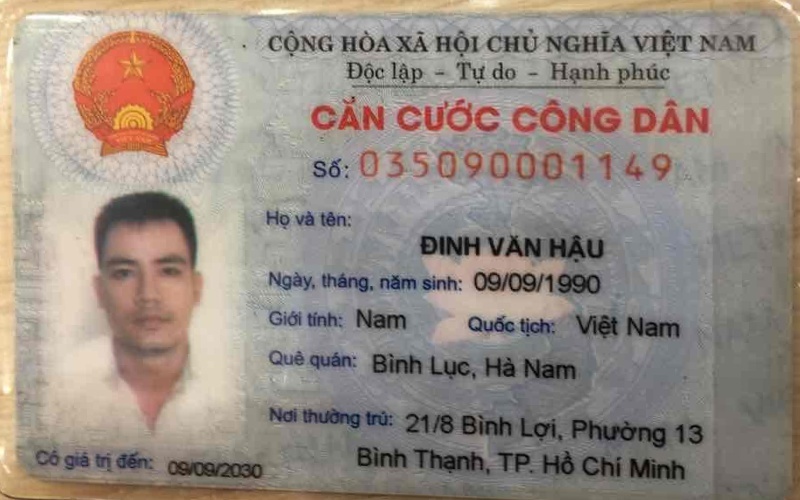 CỘNG HÒA XÃ HỘI CHỦ NGHĨA VIỆT NAM
Độc lập - Tự do - Hạnh phúc
CĂN CƯỚC CÔNG DÂN
Số: 035090001149
Họ và tên:
ĐINH VĂN HẬU
Ngày, tháng, năm sinh: 09/09/1990
Giới tính: Nam Quốc tịch: Việt Nam
Quê quán: Bình Lục, Hà Nam
Nơi thường trú: 21/8 Bình Lợi, Phường 13
Bình Thạnh, TP. Hồ Chí Minh
Có giá trị đến: 09/09/2030